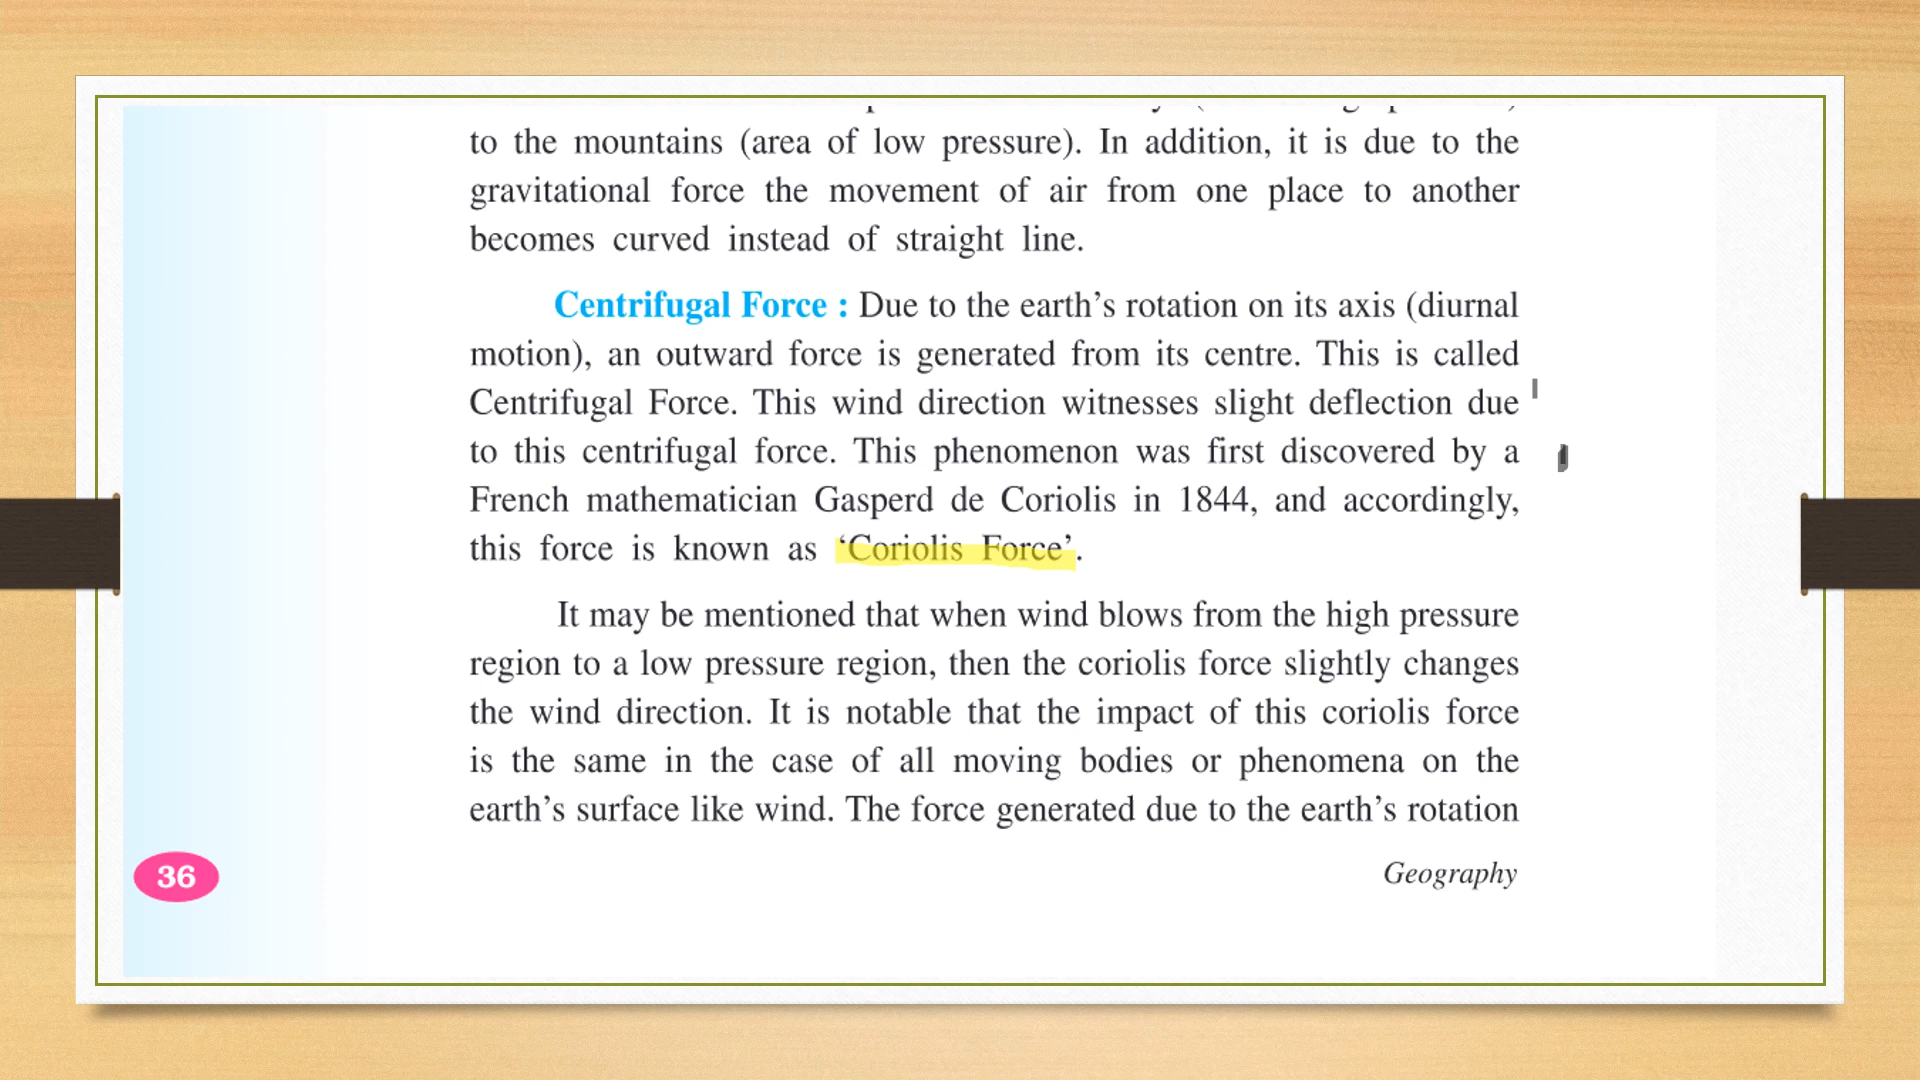 to the mountains (area of low pressure). In addition, it is due to the
gravitational force the movement of air from one place to another
becomes curved instead of straight line.
Centrifugal Force : Due to the earth’s rotation on its axis (diurnal
motion), an outward force is generated from its centre. This is called
Centrifugal Force. This wind direction witnesses slight deflection due
to this centrifugal force. This phenomenon was first discovered by a
French mathematician Gasperd de Coriolis in 1844, and accordingly,
this force is known as ‘Coriolis Force’.
It may be mentioned that when wind blows from the high pressure
region to a low pressure region, then the coriolis force slightly changes
the wind direction. It is notable that the impact of this coriolis force
is the same in the case of all moving bodies or phenomena on the
earth’s surface like wind. The force generated due to the earth’s rotation
36
Geography